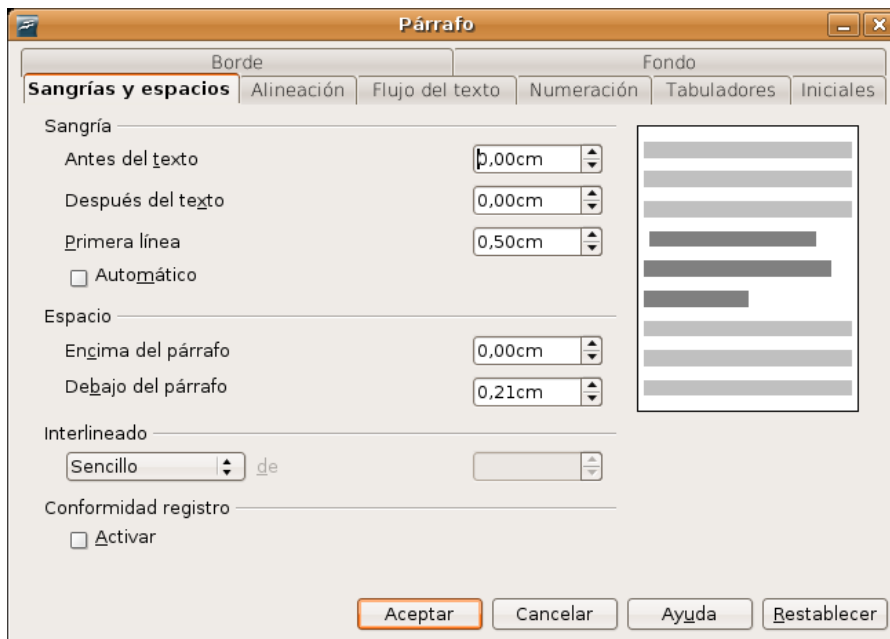 Párrafo
Borde Fondo
Sangrías y espacios Alineación Flujo del texto Numeración Tabuladores Iniciales
Sangría
Antes del texto 0,00cm
Después del texto 0,00cm
Primera línea 0,50cm
Automático
Espacio
Encima del párrafo 0,00cm
Debajo del párrafo 0,21cm
Interlineado
Sencillo de
Conformidad registro
Activar
Aceptar Cancelar Ayuda Restablecer